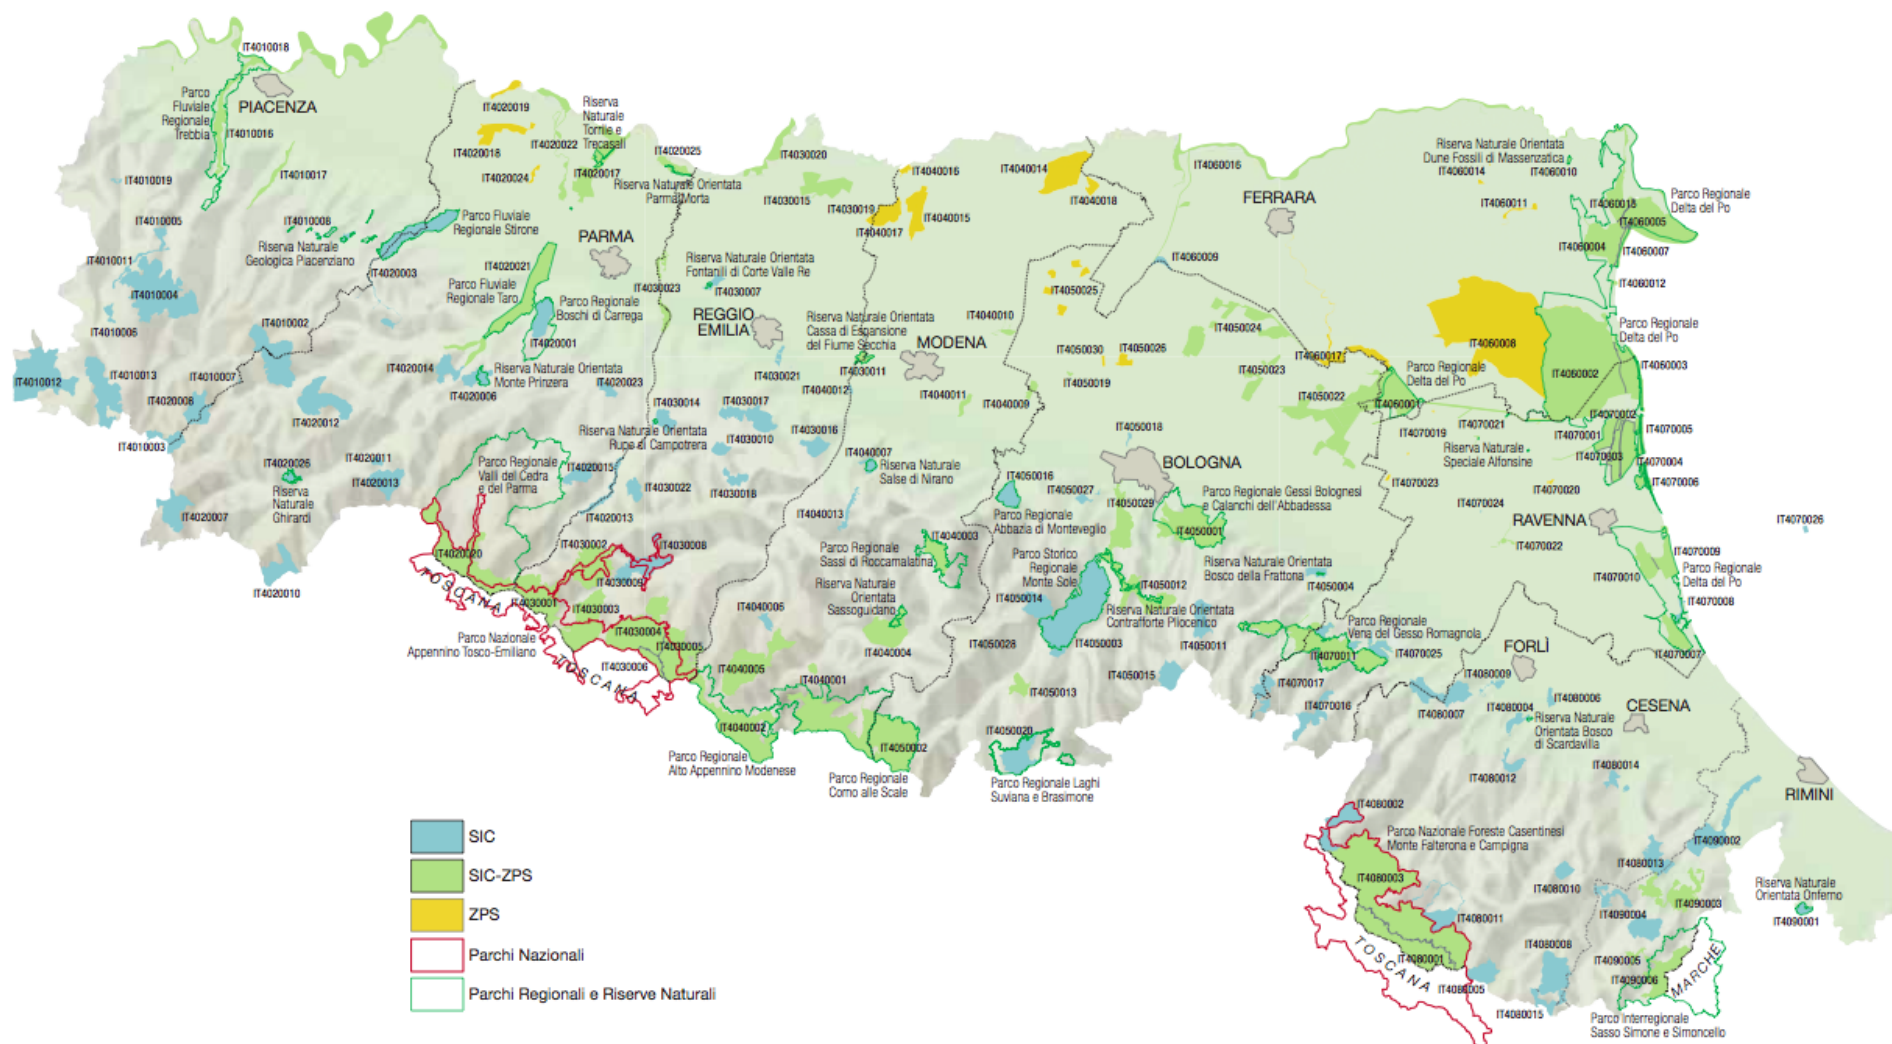 IT4010018
Parco
Fluviale
Regionale
Trebbia
PIACENZA
IT4010016
IT4010019
IT4010017
IT4010005
IT4010008
Riserva Naturale
Geologica Piacenziano
IT4010011
IT4010004
IT4010006
IT4010002
IT4010012
IT4010013
IT4010007
IT4020008
IT4010003
IT4020012
IT4020026
Riserva
Naturale
Ghirardi
IT4020011
IT4020013
IT4020007
IT4020010
IT4020019
IT4020018
IT4020022
IT4020024
IT4020017
Riserva
Naturale
Torrile e
Trecasali
IT4020025
Riserva Naturale Orientata
Parma Morta
Parco Fluviale
Regionale Stirone
IT4020003
PARMA
IT4020021
Parco Fluviale
Regionale Taro
Parco Regionale
Boschi di Carrega
IT4020001
IT4020014
Riserva Naturale Orientata
Monte Prinzera
IT4020006
IT4020023
Parco Regionale
Valli del Cedra
e del Parma
IT4020015
IT4020013
IT4020020
TOSCANA
Parco Nazionale
Appennino Tosco-Emiliano
IT4030020
IT4030015
IT4030019
IT4030023
Riserva Naturale Orientata
Fontanili di Corte Valle Re
IT4030007
REGGIO
EMILIA
Riserva Naturale Orientata
Cassa di Espansione
del Fiume Secchia
IT4030011
IT4030021
IT4030014
IT4030017
Riserva Naturale Orientata
Rupe di Campotrera
IT4030010
IT4030016
IT4030022
IT4030018
IT4030002
IT4030008
IT4030009
IT4030001
IT4030003
IT4030004
IT4030005
IT4030006
TOSCANA
IT4040016
IT4040015
IT4040017
IT4040014
IT4040018
IT4040010
MODENA
IT4040012
IT4040011
IT4040009
IT4040007
Riserva Naturale
Salse di Nirano
IT4040013
IT4040003
Parco Regionale
Sassi di Roccamalatina
Riserva Naturale
Orientata
Sassoguidano
IT4040006
IT4040004
IT4040005
IT4040001
IT4040002
Parco Regionale
Alto Appennino Modenese
IT4050002
Parco Regionale
Corno alle Scale
IT4050025
IT4050030
IT4050026
IT4050019
IT4050024
IT4050023
IT4050022
IT4050018
BOLOGNA
IT4050016
IT4050027
IT4050029
Parco Regionale
Abbazia di Monteveglio
Parco Regionale Gessi Bolognesi
e Calanchi dell'Abbadessa
IT4050001
Parco Storico
Regionale
Monte Sole
IT4050014
IT4050012
Riserva Naturale Orientata
Bosco della Frattona
IT4050004
Riserva Naturale Orientata
Contrafforte Pliocenico
IT4050003
IT4050028
IT4050011
IT4050015
IT4050013
IT4050020
Parco Regionale Laghi
Suviana e Brasimone
IT4060016
FERRARA
IT4060009
Riserva Naturale Orientata
Dune Fossili di Massenzatica
IT4060014
IT4060010
IT4060011
IT4060015
IT4060005
Parco Regionale
Delta del Po
IT4060004
IT4060007
IT4060012
IT4060008
Parco Regionale
Delta del Po
IT4060003
IT4060002
IT4060017
Parco Regionale
Delta del Po
IT4060001
IT4070019
IT4070021
Riserva Naturale
Speciale Alfonsine
IT4070002
IT4070001
IT4070005
IT4070003
IT4070004
IT4070006
IT4070023
IT4070024
IT4070020
RAVENNA
IT4070022
IT4070026
IT4070009
Parco Regionale
Delta del Po
IT4070010
IT4070008
IT4070007
Parco Regionale
Vena del Gesso Romagnola
IT4070011
IT4070025
IT4070017
IT4070016
FORLÌ
IT4080009
IT4080007
IT4080004
IT4080006
Riserva Naturale
Orientata Bosco
di Scardavilla
CESENA
IT4080012
IT4080014
RIMINI
IT4080002
Parco Nazionale Foreste Casentinesi
Monte Falterona e Campigna
IT4080003
IT4080013
IT4080010
IT4080011
IT4080008
IT4080001
IT4080005
IT4080015
TOSCANA
IT4090002
IT4090003
IT4090004
Riserva Naturale
Orientata Onferno
IT4090001
IT4090005
IT4090006
MARCHE
Parco Interregionale
Sasso Simone e Simoncello
SIC
SIC-ZPS
ZPS
Parchi Nazionali
Parchi Regionali e Riserve Naturali